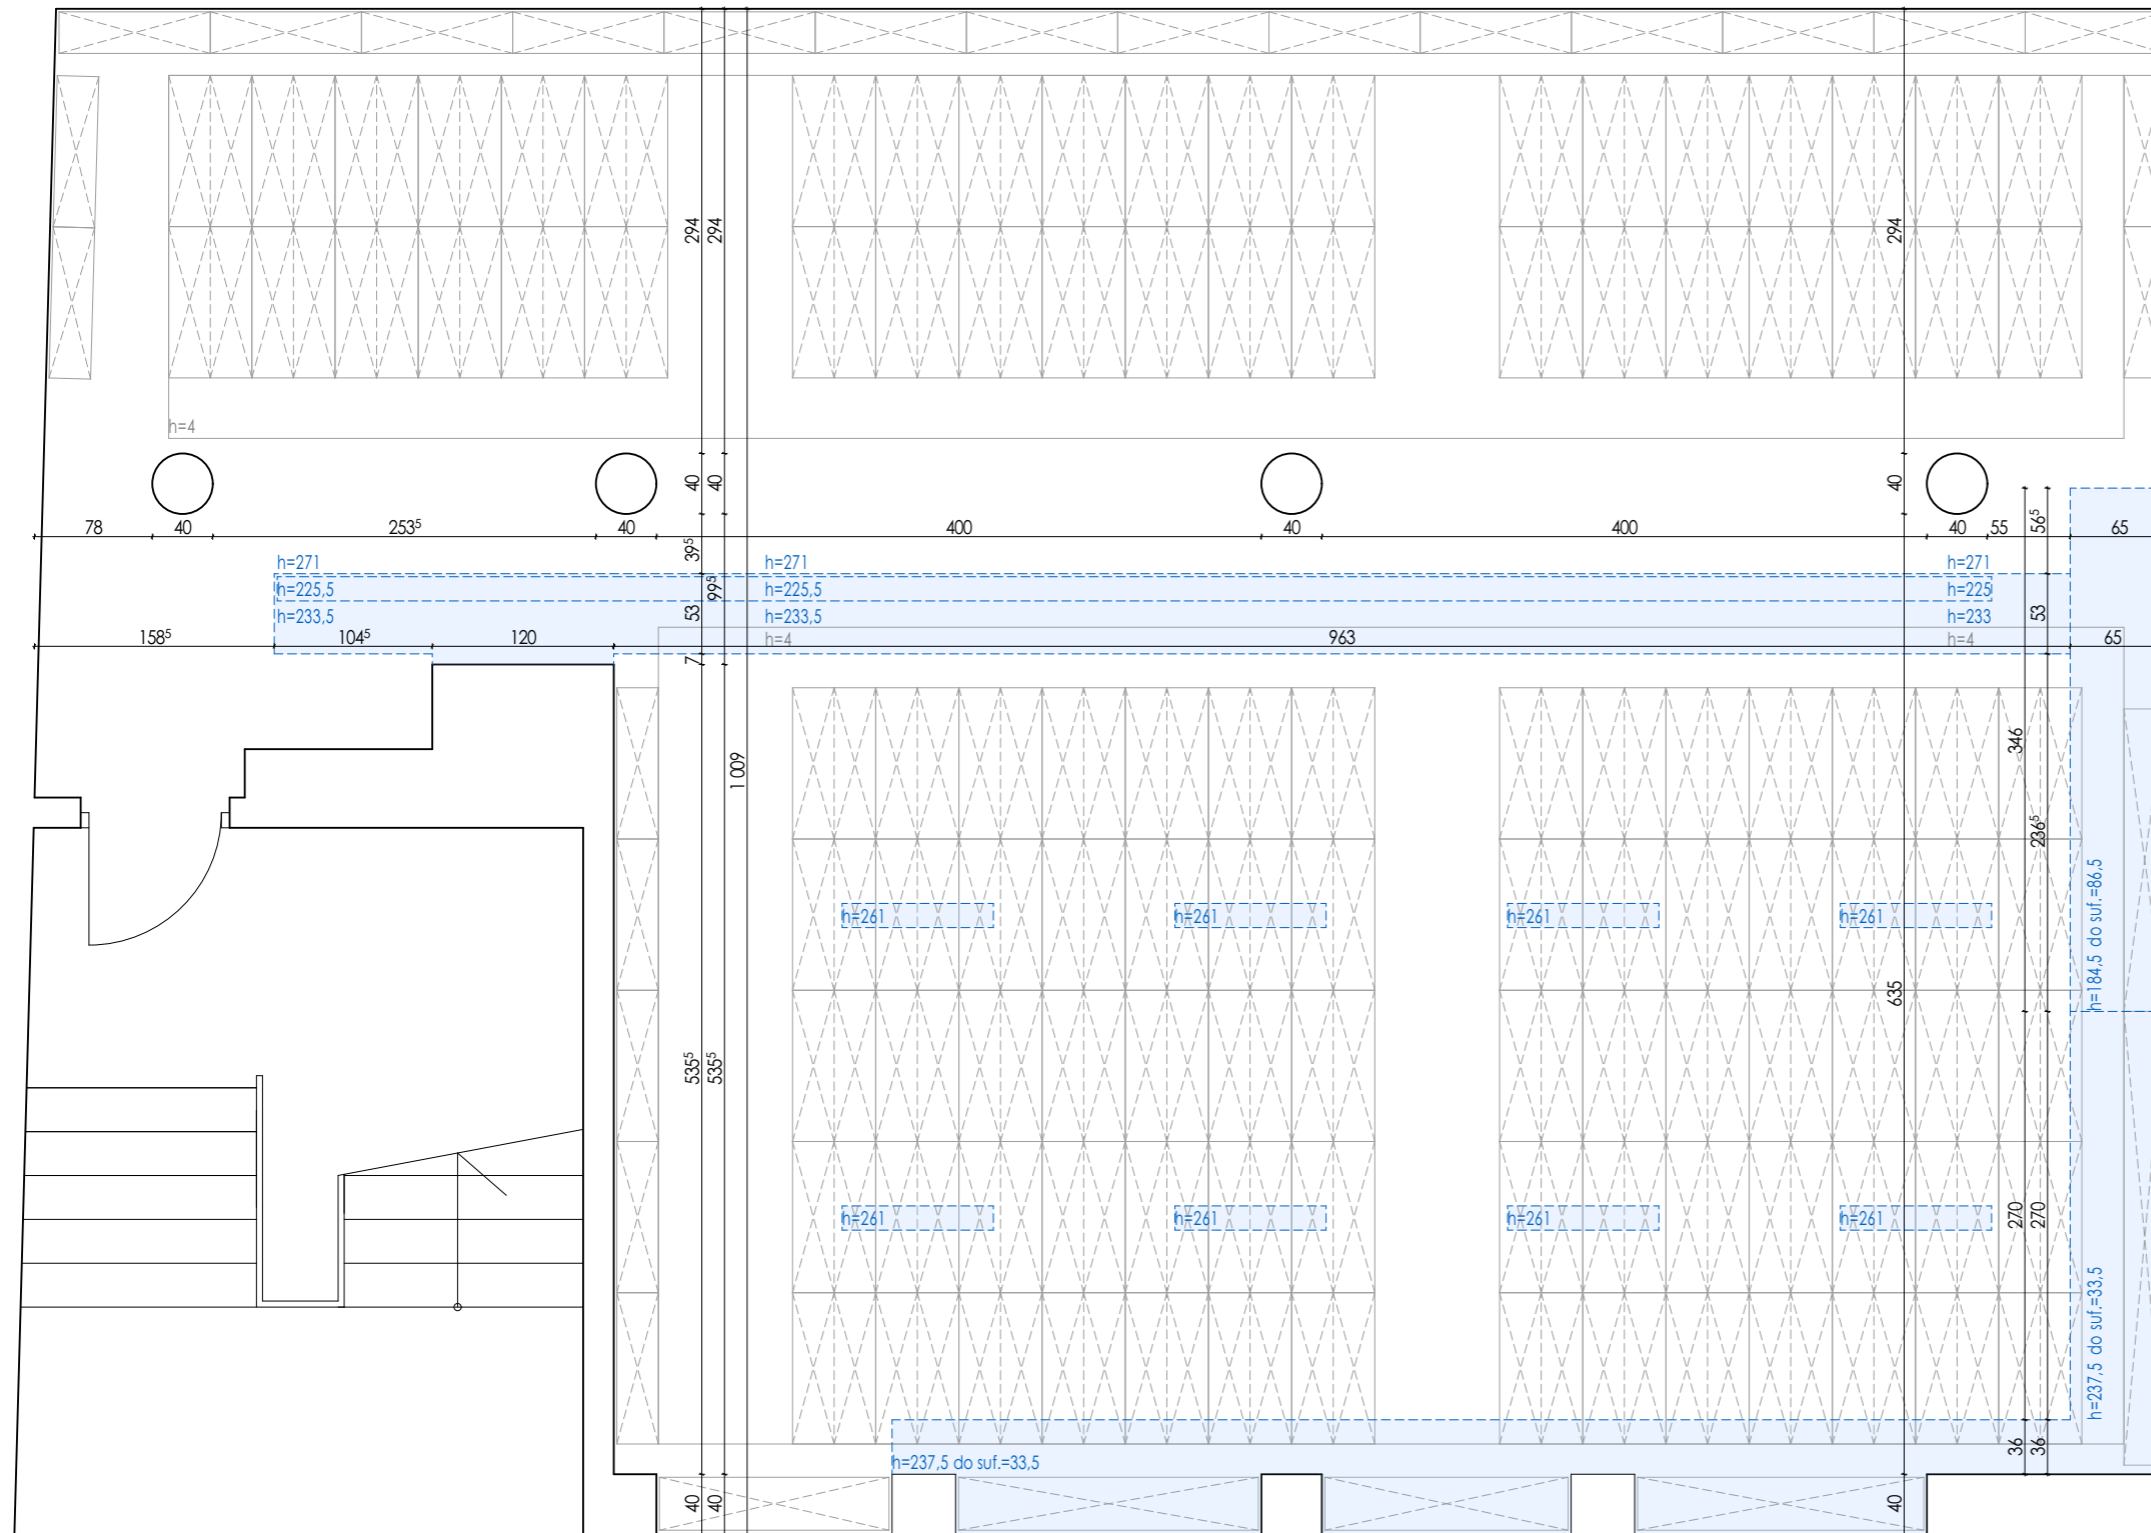 294
294
294
h=4
40
40
40
78
40
253⁵
40
400
40
400
40
55
56⁵
65
39⁵
h=271
h=271
h=271
h=225,5
h=225,5
h=225
99⁵
53
53
h=233,5
h=233,5
h=233
158⁵
104⁵
120
h=4
963
h=4
65
7
1 009
346
236⁵
h=184,5 do suf.=86,5
h=261
h=261
h=261
h=261
635
535⁵
535⁵
h=261
h=261
h=261
h=261
270
270
h=237,5 do suf.=33,5
36
36
h=237,5 do suf.=33,5
40
40
40